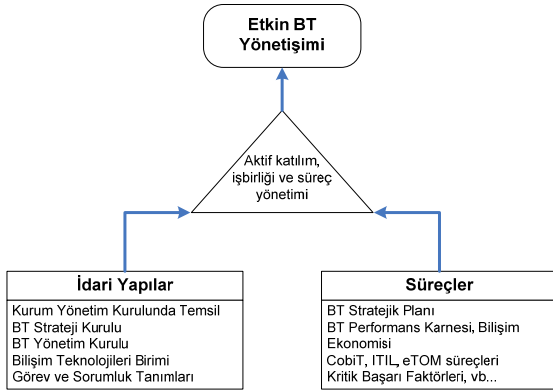 Etkin BT
Yönetişimi
Aktif katılım,
işbirliği ve süreç
yönetimi
İdari Yapılar
Kurum Yönetim Kurulunda Temsil
BT Strateji Kurulu
BT Yönetim Kurulu
Bilişim Teknolojileri Birimi
Görev ve Sorumluk Tanımları
Süreçler
BT Stratejik Planı
BT Performans Karnesi, Bilişim
Ekonomisi
CobiT, ITIL, eTOM süreçleri
Kritik Başarı Faktörleri, vb...